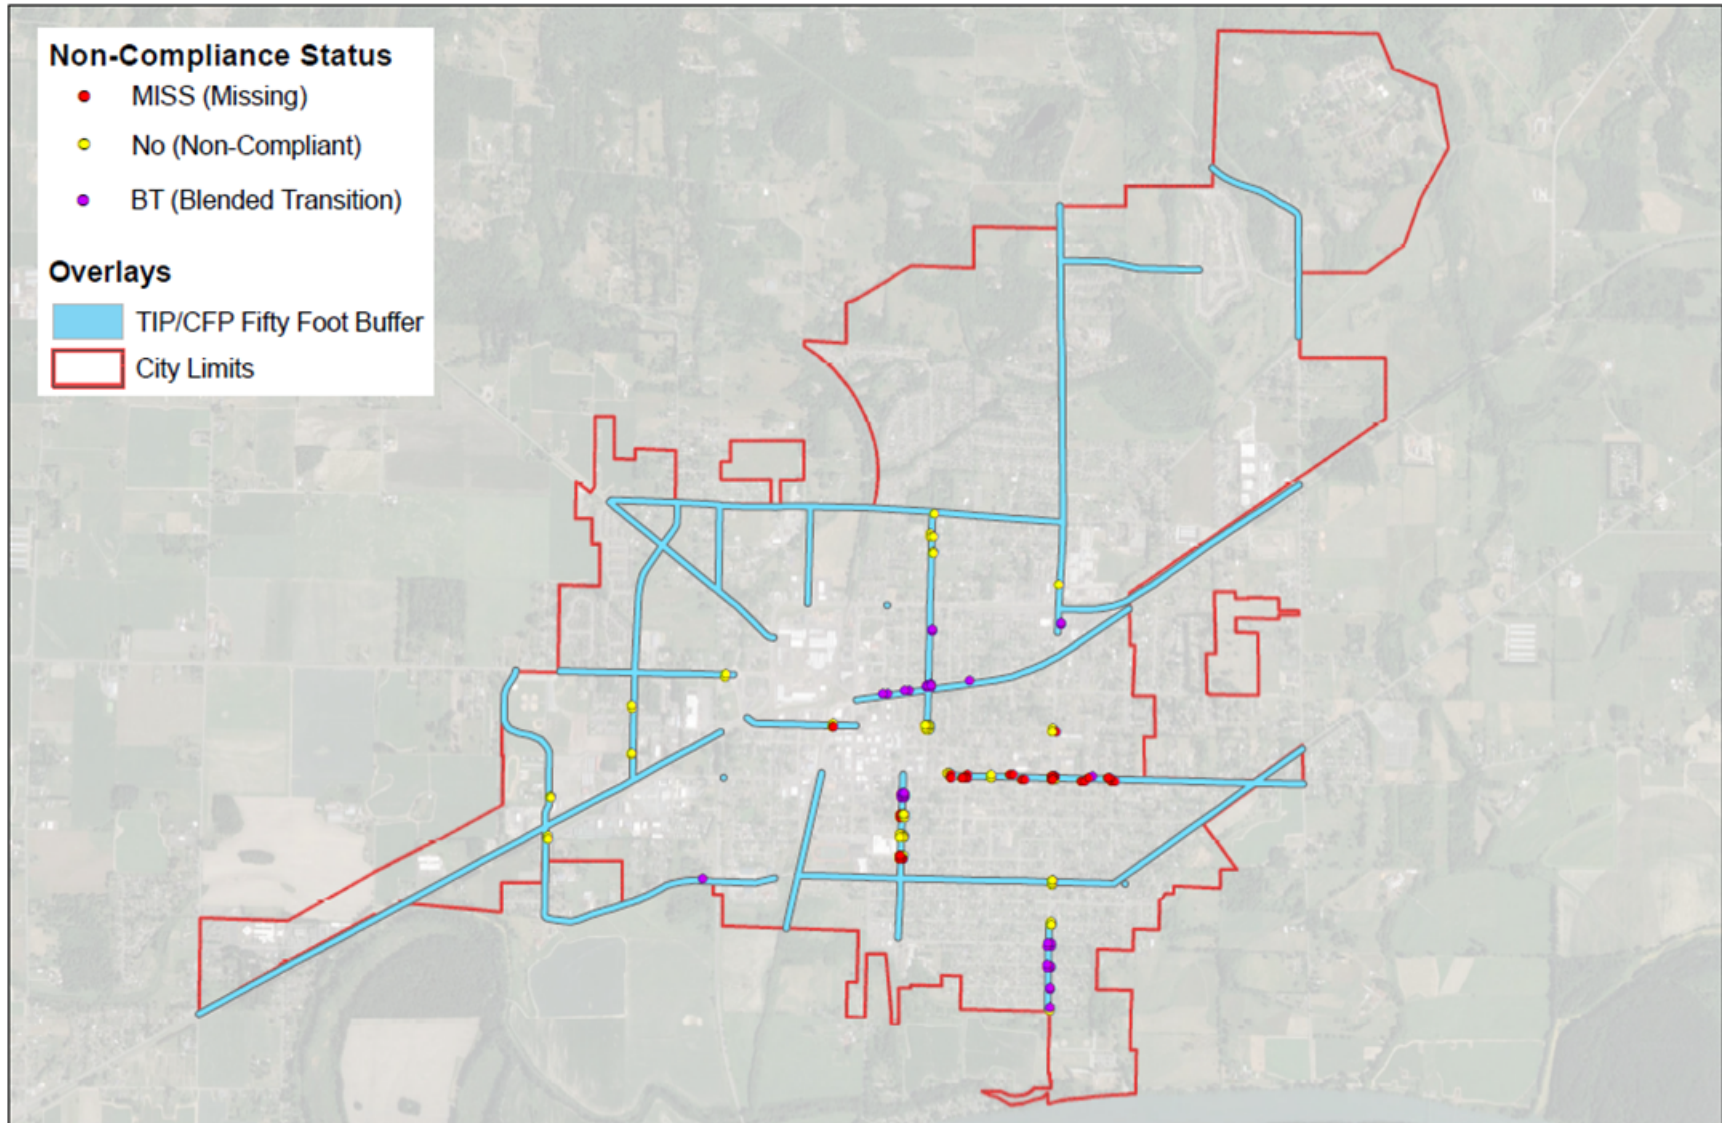 Non-Compliance Status
MISS (Missing)
No (Non-Compliant)
BT (Blended Transition)
Overlays
TIP/CFP Fifty Foot Buffer
City Limits